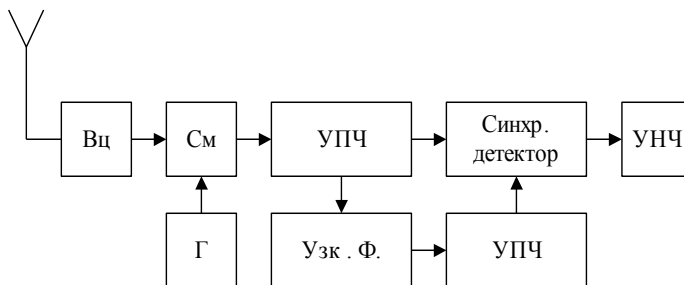 Вц
См
УПЧ
Синхр.
детектор
УНЧ
Г
Узк . Ф.
УПЧ